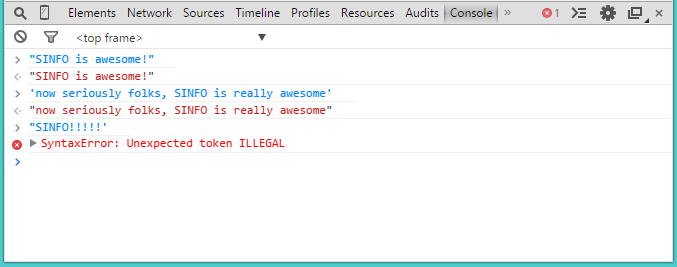 Elements Network Sources Timeline Profiles Resources Audits Console » 1
<top frame> ▼
> "SINFO is awesome!"
< "SINFO is awesome!"
> 'now seriously folks, SINFO is really awesome'
< "now seriously folks, SINFO is really awesome"
> "SINFO!!!!!'
▶ SyntaxError: Unexpected token ILLEGAL
>